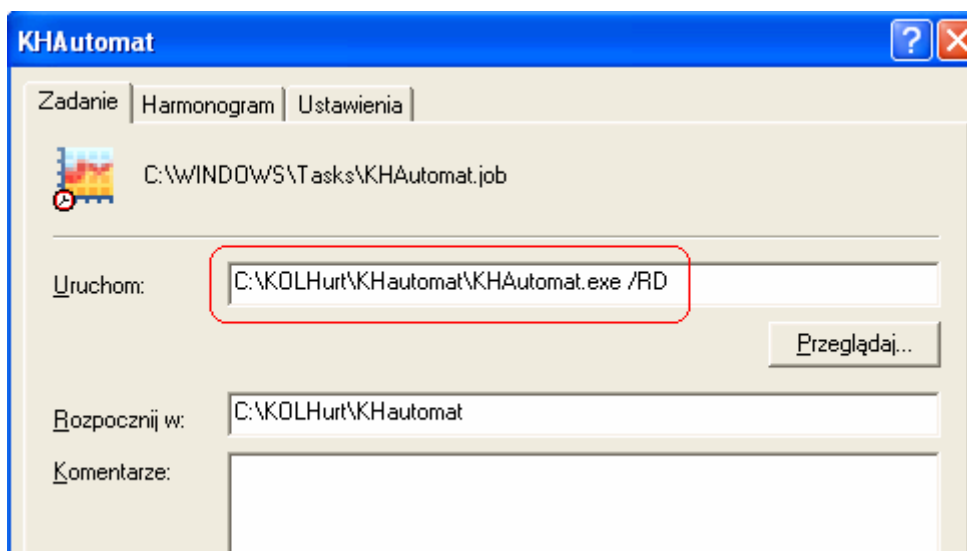 KHAutomat
Zadanie Harmonogram Ustawienia
C:\WINDOWS\Tasks\KHAutomat.job
Uruchom: C:\KOLHurt\KHautomat\KHAutomat.exe /RD
Przeglądaj...
Rozpocznij w: C:\KOLHurt\KHautomat
Komentarze: